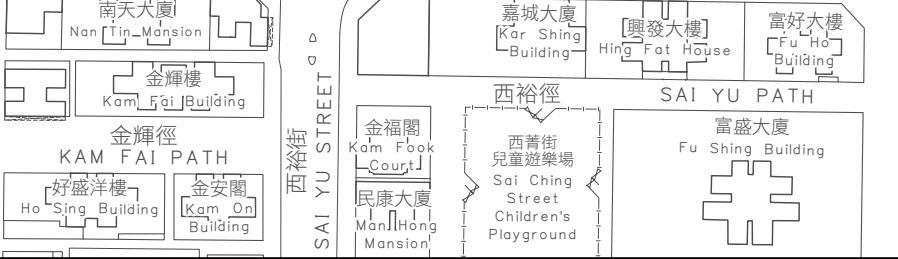 南天大廈
Nan Tin Mansion
嘉城大廈
Kar Shing
Building
興發大樓
Hing Fat House
富好大樓
Fu Ho
Building
金輝樓
Kam Fai Building
西裕徑
SAI YU PATH
金輝徑
KAM FAI PATH
西裕街
SAI YU STREET
金福閣
Kam Fook
Court
西菁街
兒童遊樂場
Sai Ching
Street
Children's
Playground
富盛大廈
Fu Shing Building
好盛洋樓
Ho Sing Building
金安閣
Kam On
Building
民康大廈
Man Hong
Mansion